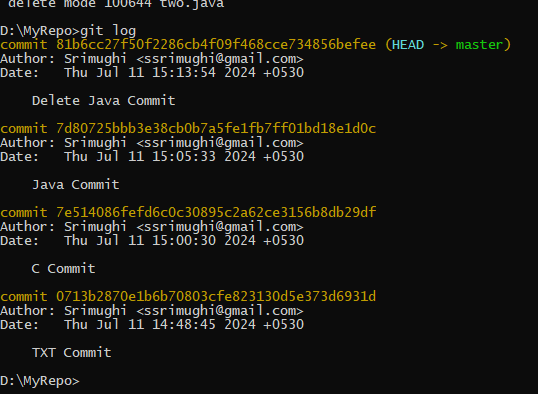 delete mode 100644 two.java
D:\MyRepo>git log
commit 81b6cc27f50f2286cb4f09f468cce734856befee (HEAD -> master)
Author: Srimughi <ssrimughi@gmail.com>
Date:   Thu Jul 11 15:13:54 2024 +0530
Delete Java Commit
commit 7d80725bbb3e38cb0b7a5fe1fb7ff01bd18e1d0c
Author: Srimughi <ssrimughi@gmail.com>
Date:   Thu Jul 11 15:05:33 2024 +0530
Java Commit
commit 7e514086fefd6c0c30895c2a62ce3156b8db29df
Author: Srimughi <ssrimughi@gmail.com>
Date:   Thu Jul 11 15:00:30 2024 +0530
C Commit
commit 0713b2870e1b6b70803cfe823130d5e373d6931d
Author: Srimughi <ssrimughi@gmail.com>
Date:   Thu Jul 11 14:48:45 2024 +0530
TXT Commit
D:\MyRepo>